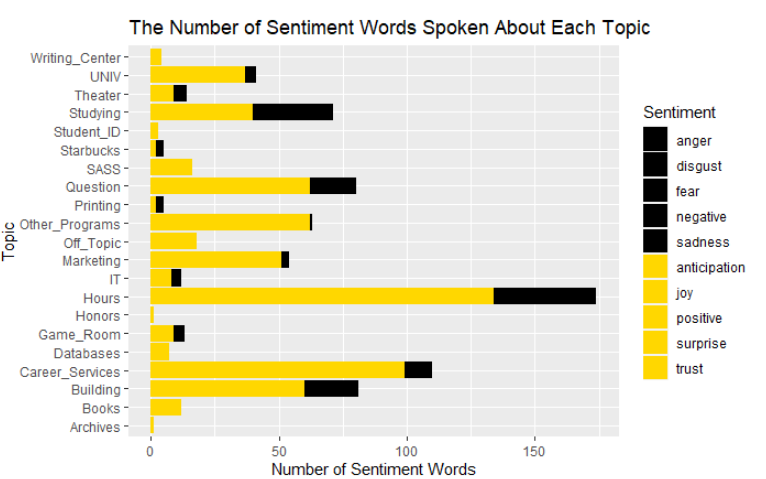 The Number of Sentiment Words Spoken About Each Topic
Topic
Writing_Center
UNIV
Theater
Studying
Student_ID
Starbucks
SASS
Question
Printing
Other_Programs
Off_Topic
Marketing
IT
Hours
Honors
Game_Room
Databases
Career_Services
Building
Books
Archives
0 50 100 150
Number of Sentiment Words
Sentiment
anger
disgust
fear
negative
sadness
anticipation
joy
positive
surprise
trust